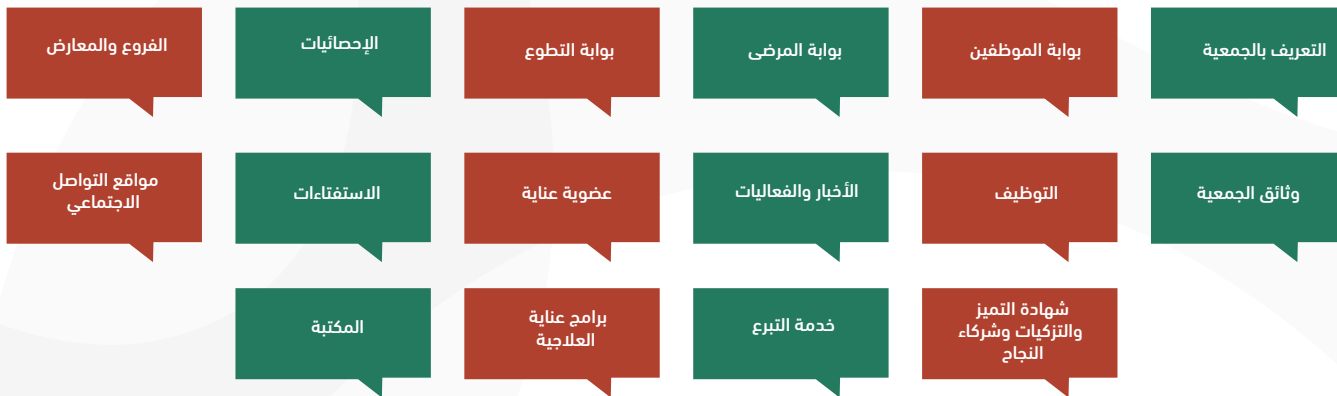 التعريف بالجمعية
بوابة الموظفين
بوابة المرضى
بوابة التطوع
الإحصائيات
الفروع والمعارض
وثائق الجمعية
التوظيف
الأخبار والفعاليات
عضوية عناية
الاستفتاءات
مواقع التواصل
الاجتماعي
شهادة التميز
والتزكيات وشركاء
النجاح
خدمة التبرع
برامج عناية
العلاجية
المكتبة